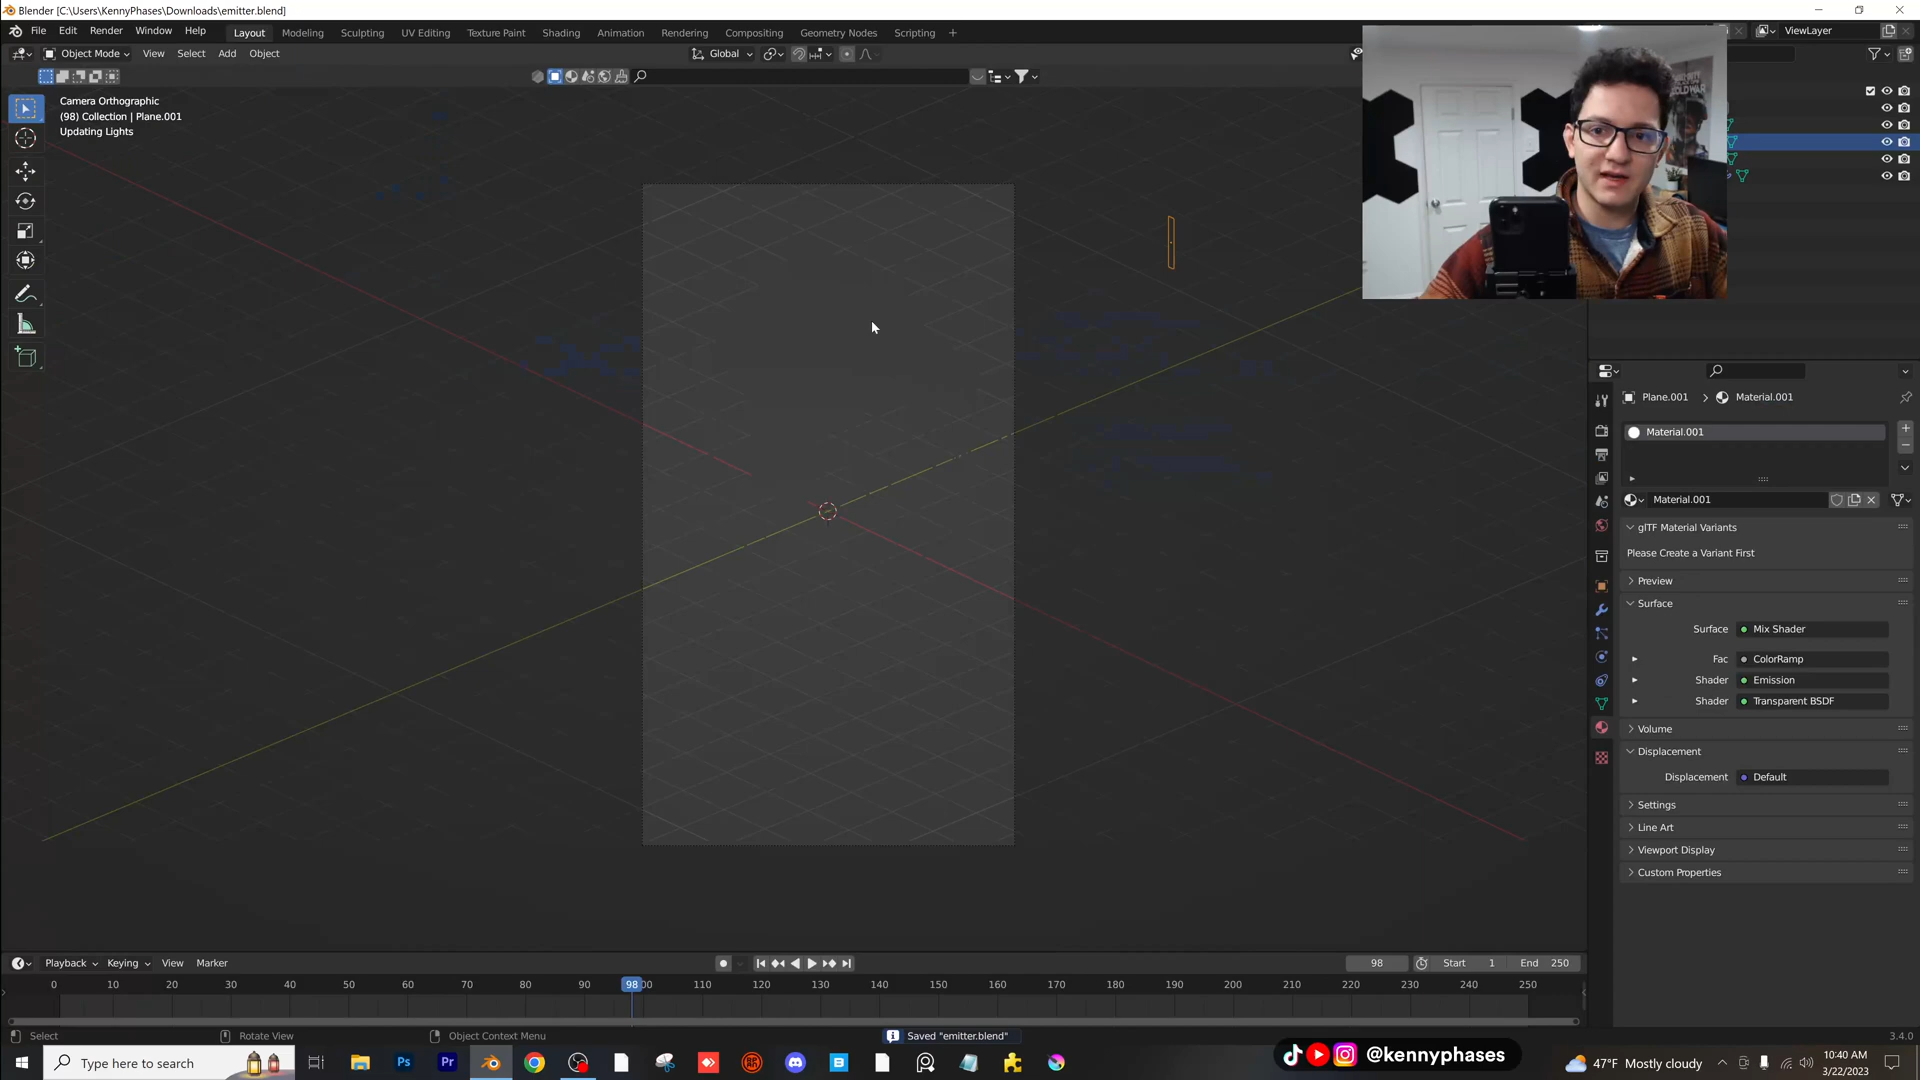 Blender [C:\Users\KennyPhases\Downloads\emitter.blend]
File Edit Render Window Help Layout Modeling Sculpting UV Editing Texture Paint Shading Animation Rendering Compositing Geometry Nodes Scripting + ViewLayer
Object Mode View Select Add Object Global
Camera Orthographic
(98) Collection | Plane.001
Updating Lights
Plane.001 > Material.001
Material.001
Material.001
glTF Material Variants
Please Create a Variant First
Preview
Surface
Surface Mix Shader
Fac ColorRamp
Shader Emission
Shader Transparent BSDF
Volume
Displacement
Displacement Default
Settings
Line Art
Viewport Display
Custom Properties
Playback Keying View Marker 98 Start 1 End 250
0 10 20 30 40 50 60 70 80 90 98 00 110 120 130 140 150 160 170 180 190 200 210 220 230 240 250
Select Rotate View Object Context Menu Saved "emitter.blend" 3.4.0
Type here to search Ps Pr @kennyphases 47°F Mostly cloudy 10:40 AM
3/22/2023